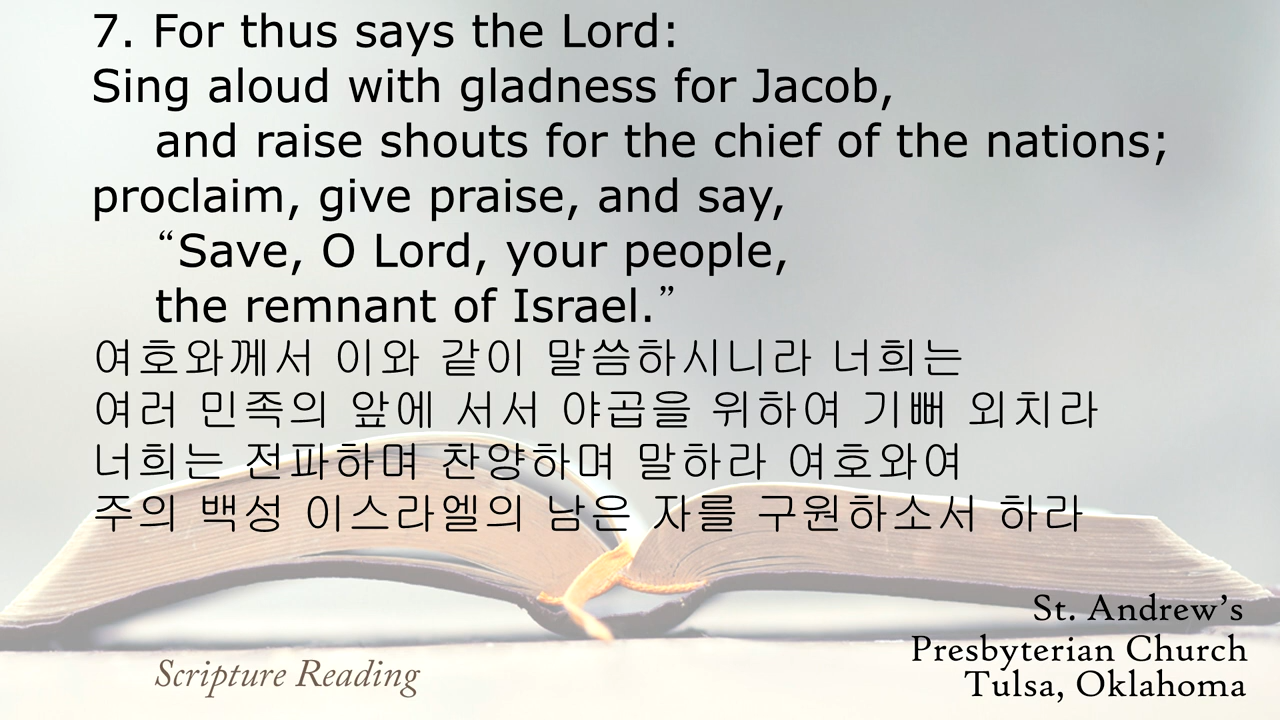 7. For thus says the Lord:
Sing aloud with gladness for Jacob,
and raise shouts for the chief of the nations;
proclaim, give praise, and say,
“Save, O Lord, your people,
the remnant of Israel.”
여호와께서 이와 같이 말씀하시니라 너희는
여러 민족의 앞에 서서 야곱을 위하여 기뻐 외치라
너희는 전파하며 찬양하며 말하라 여호와여
주의 백성 이스라엘의 남은 자를 구원하소서 하라
St. Andrew’s
Presbyterian Church
Tulsa, Oklahoma
Scripture Reading